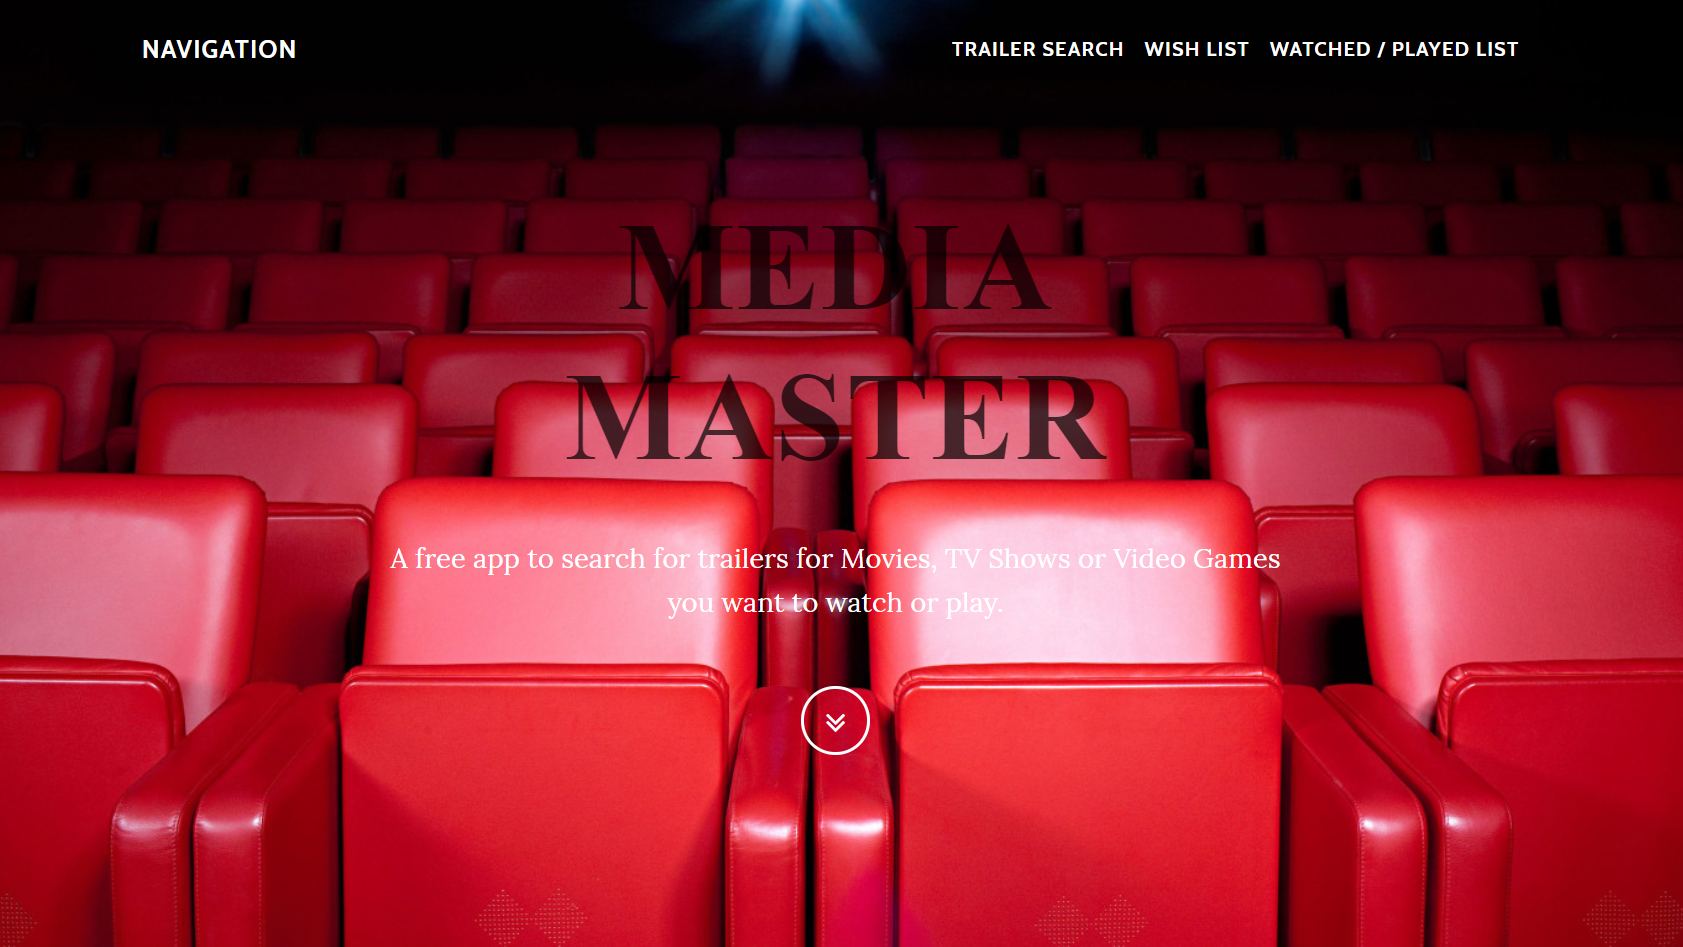 NAVIGATION
TRAILER SEARCH WISH LIST WATCHED / PLAYED LIST
MEDIA
MASTER
A free app to search for trailers for Movies, TV Shows or Video Games
you want to watch or play.